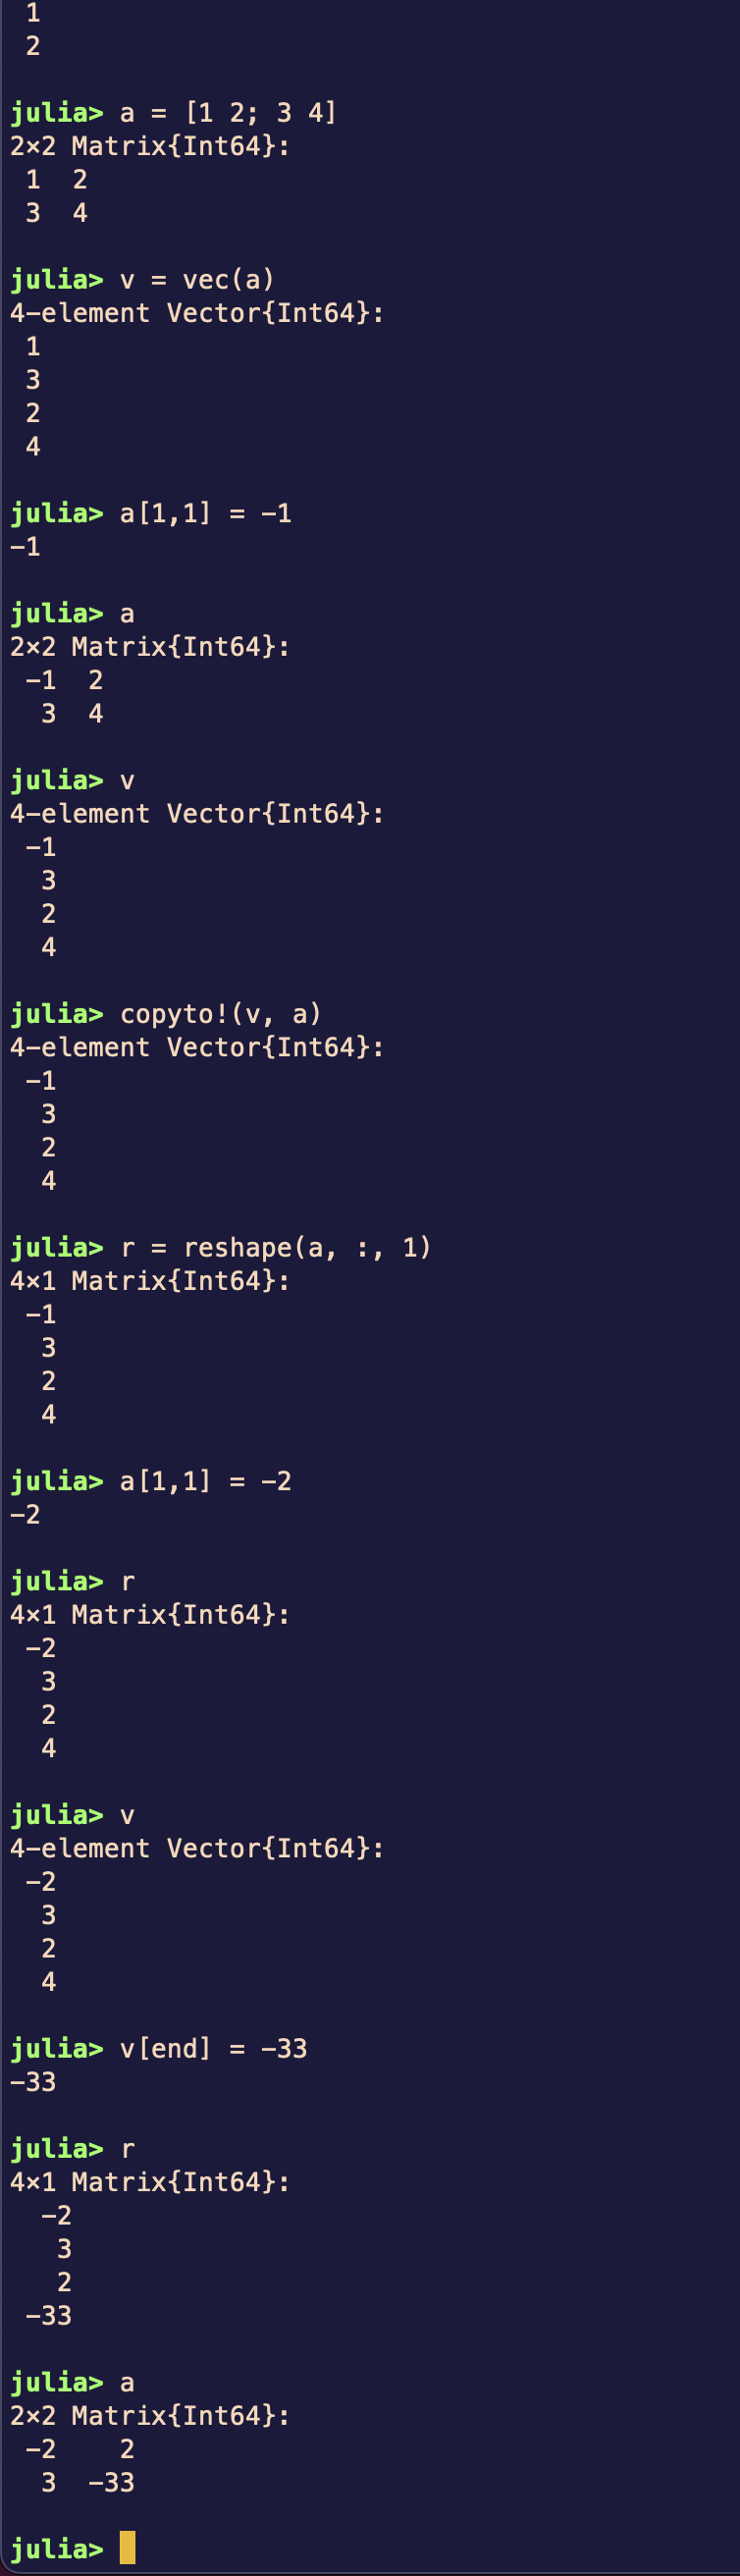 1
2
julia> a = [1 2; 3 4]
2×2 Matrix{Int64}:
 1  2
 3  4
julia> v = vec(a)
4-element Vector{Int64}:
 1
 3
 2
 4
julia> a[1,1] = -1
-1
julia> a
2×2 Matrix{Int64}:
 -1  2
  3  4
julia> v
4-element Vector{Int64}:
 -1
  3
  2
  4
julia> copyto!(v, a)
4-element Vector{Int64}:
 -1
  3
  2
  4
julia> r = reshape(a, :, 1)
4×1 Matrix{Int64}:
 -1
  3
  2
  4
julia> a[1,1] = -2
-2
julia> r
4×1 Matrix{Int64}:
 -2
  3
  2
  4
julia> v
4-element Vector{Int64}:
 -2
  3
  2
  4
julia> v[end] = -33
-33
julia> r
4×1 Matrix{Int64}:
  -2
   3
   2
 -33
julia> a
2×2 Matrix{Int64}:
 -2    2
  3  -33
julia>